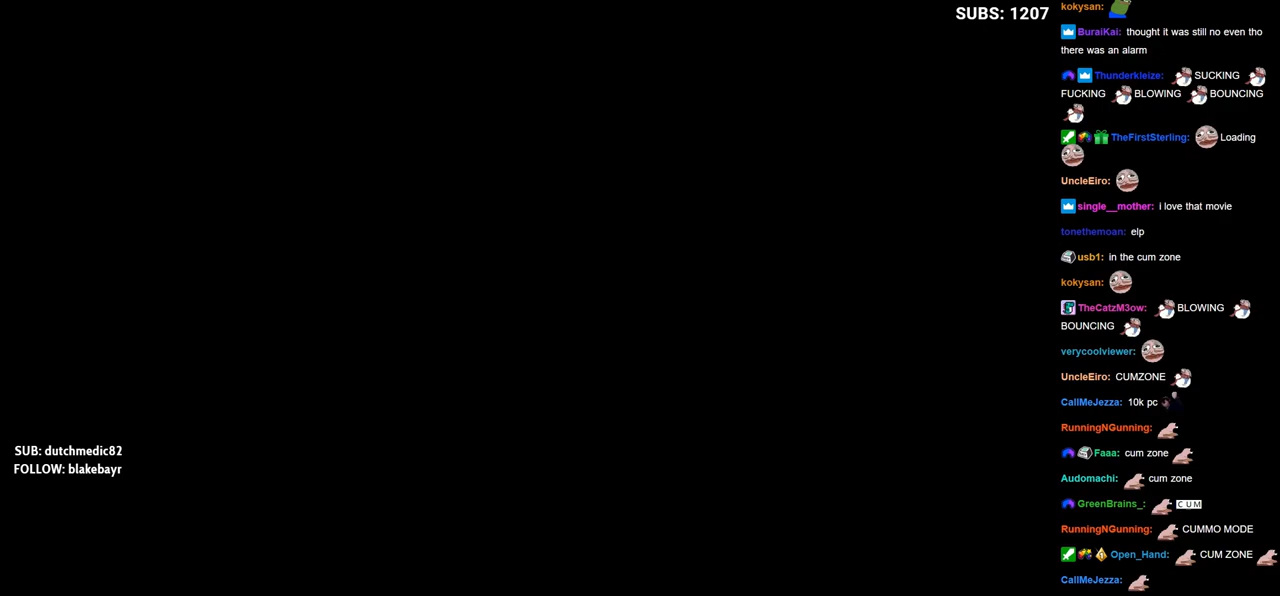 SUBS: 1207
kokysan:
BuraiKai: thought it was still no even tho
there was an alarm
Thunderkleize: SUCKING
FUCKING BLOWING BOUNCING
TheFirstSterling: Loading
UncleEiro:
single__mother: i love that movie
tonethemoan: elp
usb1: in the cum zone
kokysan:
TheCatzM3ow: BLOWING
BOUNCING
verycoolviewer:
UncleEiro: CUMZONE
CallMeJezza: 10k pc
RunningNGunning:
Faaa: cum zone
Audomachi: cum zone
GreenBrains_: CUM
RunningNGunning: CUMMO MODE
Open_Hand: CUM ZONE
CallMeJezza:
SUB: dutchmedic82
FOLLOW: blakebayr